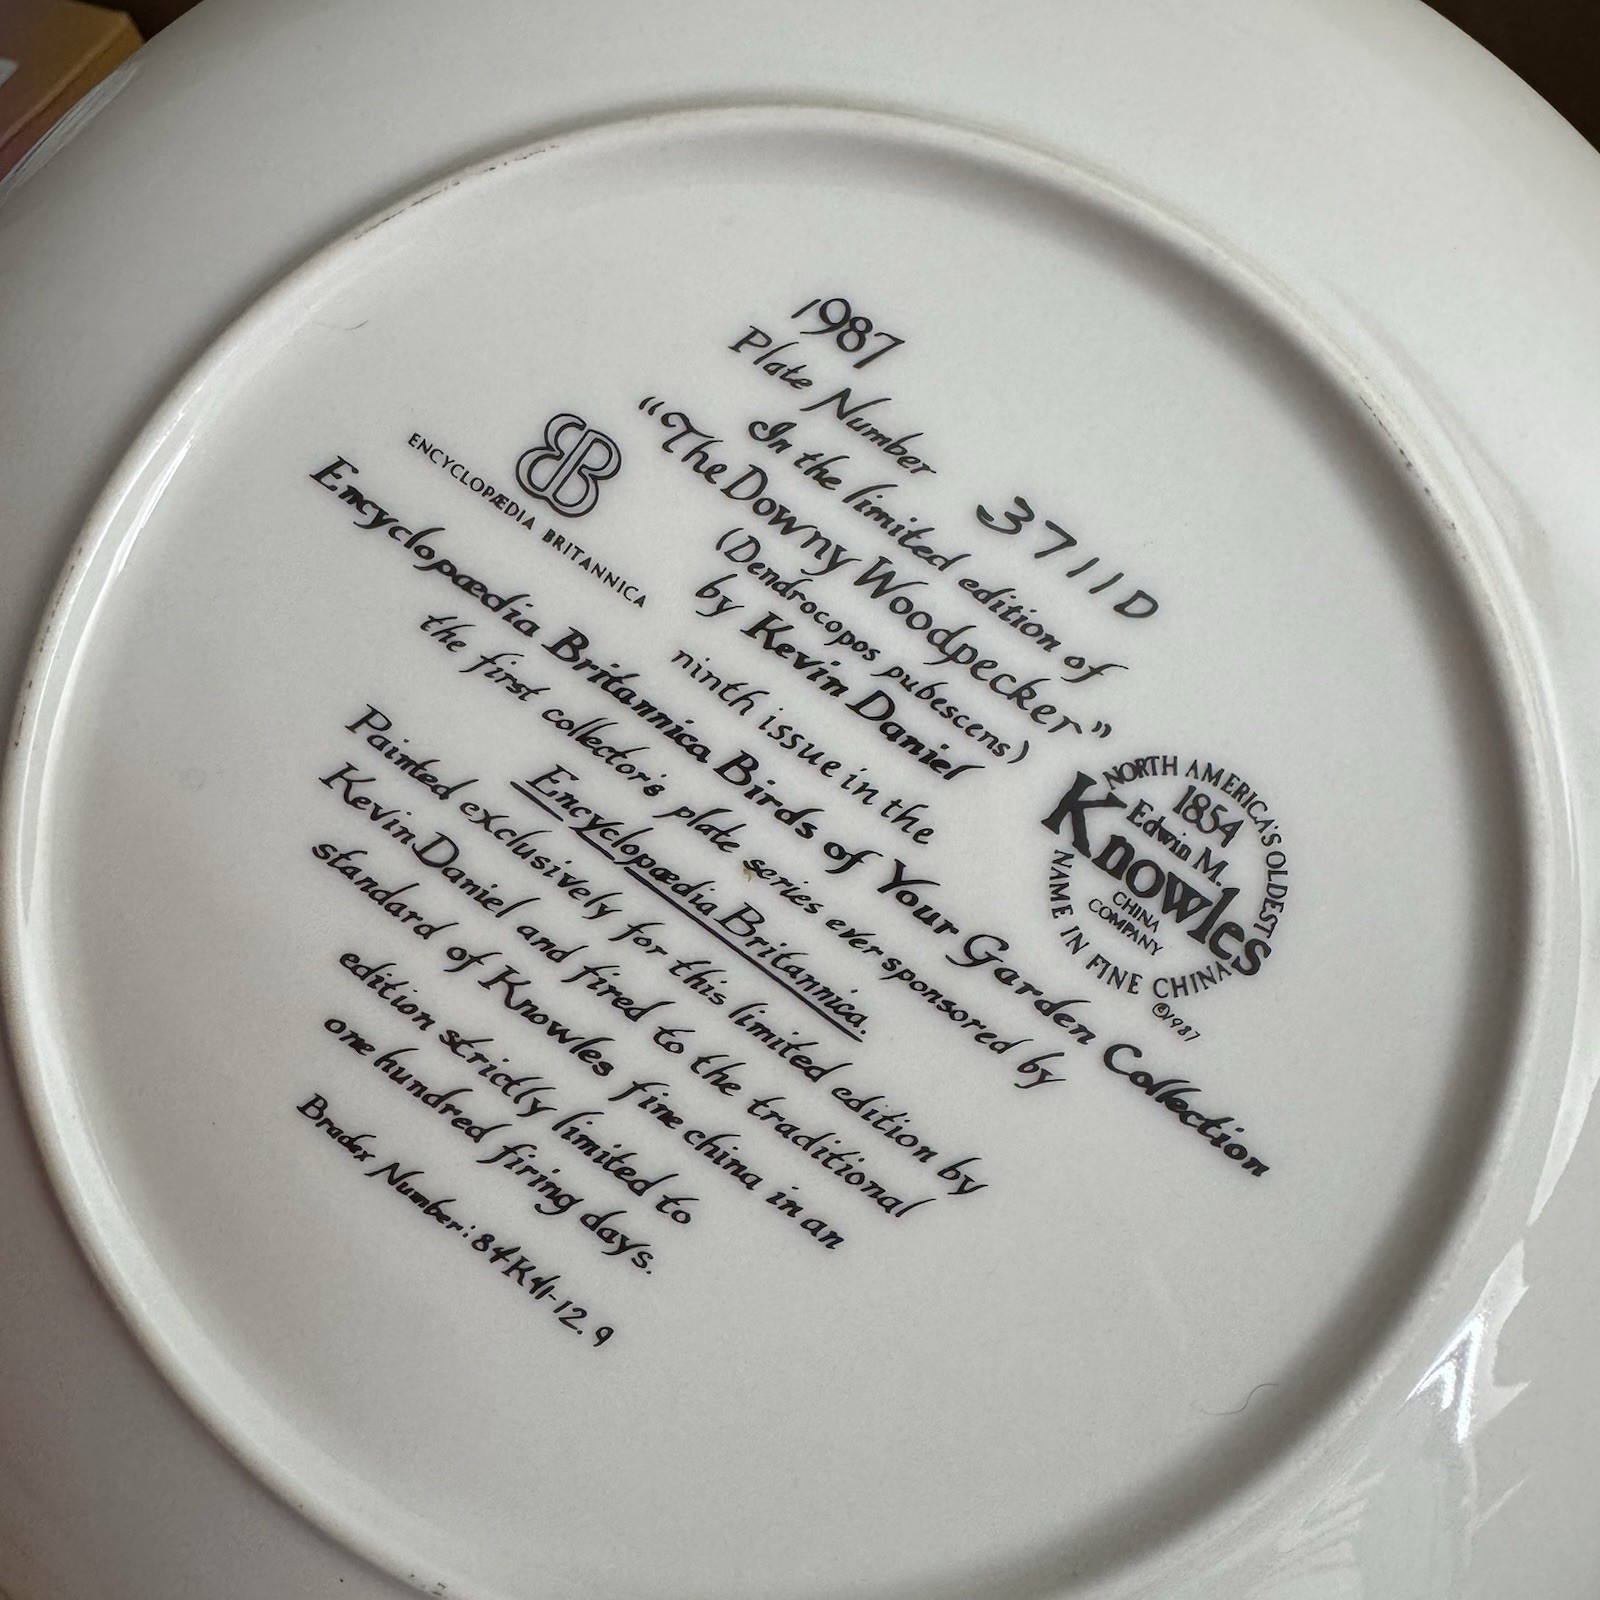 1987
Plate Number 3711D
In the limited edition of
"The Downy Woodpecker"
(Dendrocopos pubescens)
by Kevin Daniel
ninth issue in the
BB
ENCYCLOPÆDIA BRITANNICA
Encyclopædia Britannica Birds of Your Garden Collection
the first collector's plate series ever sponsored by
Encyclopædia Britannica.
Painted exclusively for this limited edition by
Kevin Daniel and fired to the traditional
standard of Knowles fine china in an
edition strictly limited to
one hundred firing days.
Bradex Number: 84-K41-12.9
NORTH AMERICA'S OLDEST
1854
Edwin M.
Knowles
CHINA
COMPANY
NAME IN FINE CHINA
©1987